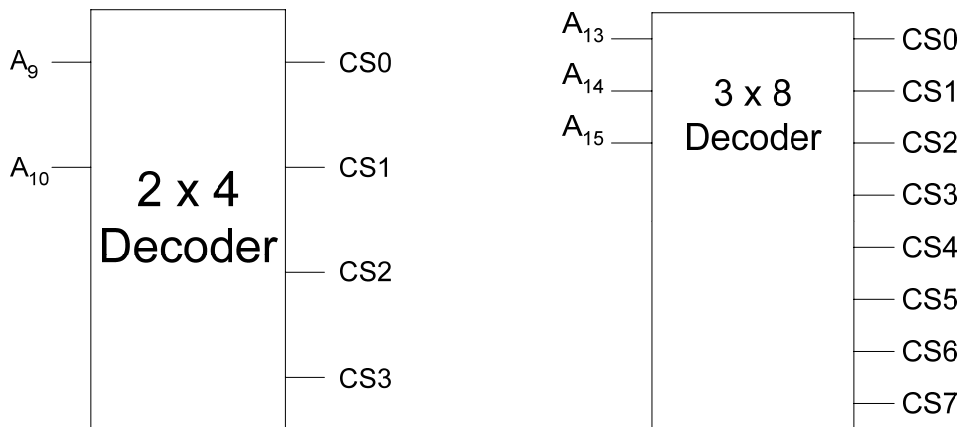 A₉
A₁₀
2 x 4
Decoder
CS0
CS1
CS2
CS3
A₁₃
A₁₄
A₁₅
3 x 8
Decoder
CS0
CS1
CS2
CS3
CS4
CS5
CS6
CS7